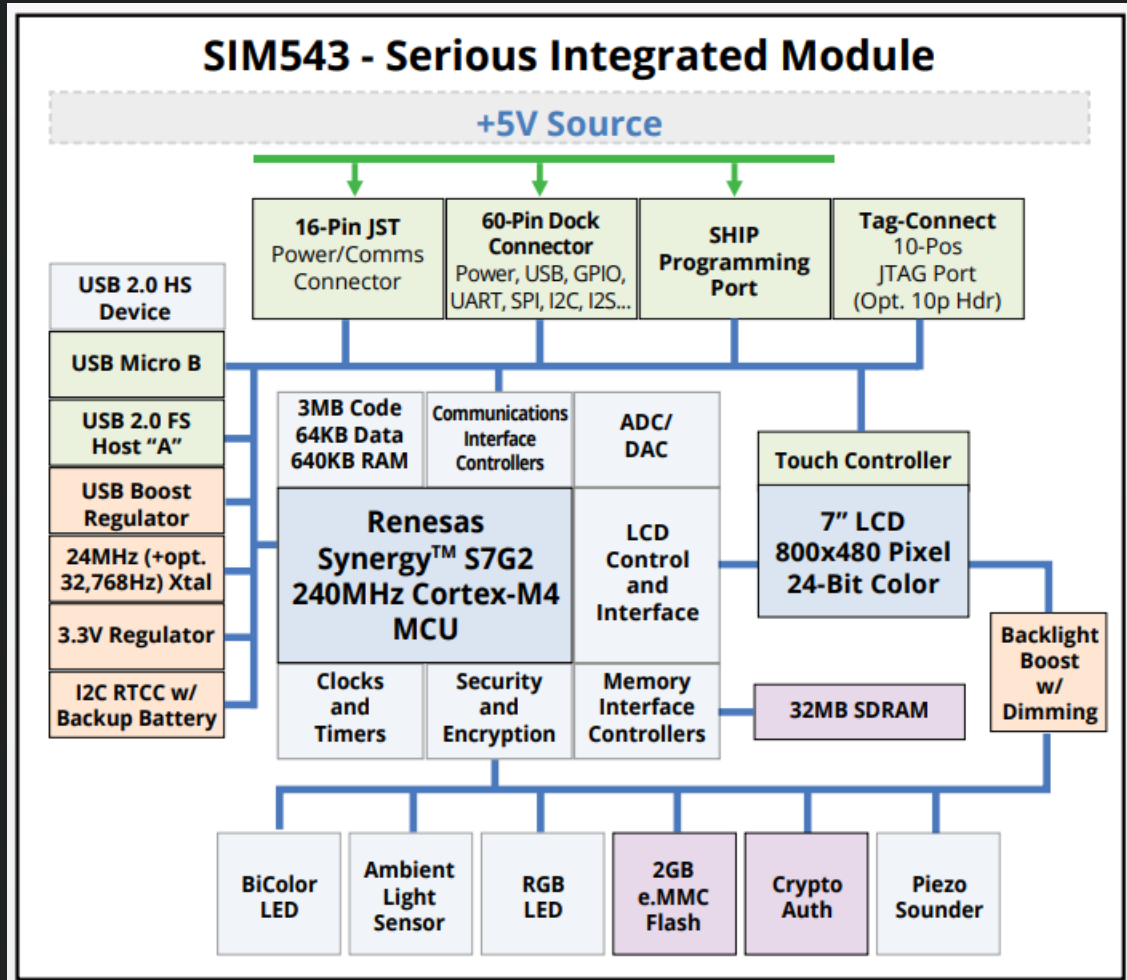 SIM543 - Serious Integrated Module
+5V Source
16-Pin JST
Power/Comms
Connector
60-Pin Dock
Connector
Power, USB, GPIO,
UART, SPI, I2C, I2S...
SHIP
Programming
Port
Tag-Connect
10-Pos
JTAG Port
(Opt. 10p Hdr)
USB 2.0 HS
Device
USB Micro B
USB 2.0 FS
Host “A”
USB Boost
Regulator
24MHz (+opt.
32,768Hz) Xtal
3.3V Regulator
I2C RTCC w/
Backup Battery
3MB Code
64KB Data
640KB RAM
Communications
Interface
Controllers
ADC/
DAC
Renesas
Synergy™ S7G2
240MHz Cortex-M4
MCU
LCD
Control
and
Interface
Clocks
and
Timers
Security
and
Encryption
Memory
Interface
Controllers
Touch Controller
7” LCD
800x480 Pixel
24-Bit Color
Backlight
Boost
w/
Dimming
32MB SDRAM
BiColor
LED
Ambient
Light
Sensor
RGB
LED
2GB
e.MMC
Flash
Crypto
Auth
Piezo
Sounder